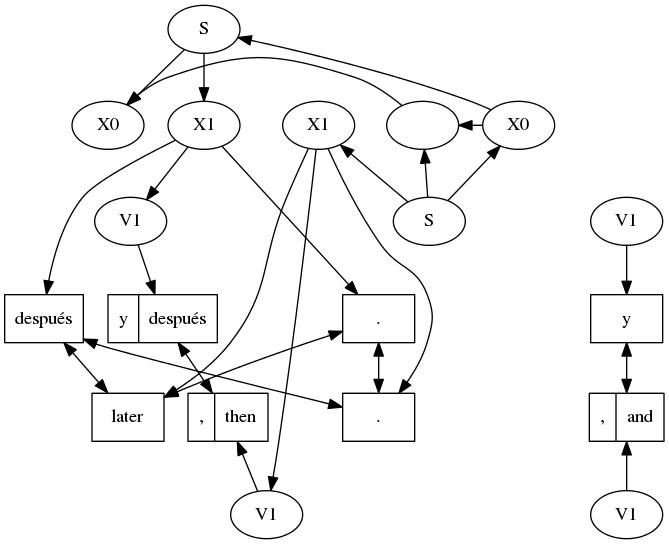 S
X0 X1 X1 X0
V1 S V1
después y después . y
later , then . , and
V1 V1